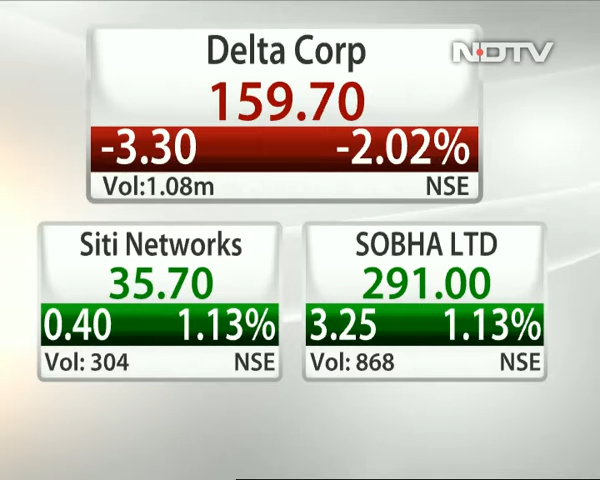 Delta Corp
NDTV
159.70
-3.30 -2.02%
Vol:1.08m NSE
Siti Networks
35.70
0.40 1.13%
Vol: 304 NSE
SOBHA LTD
291.00
3.25 1.13%
Vol: 868 NSE